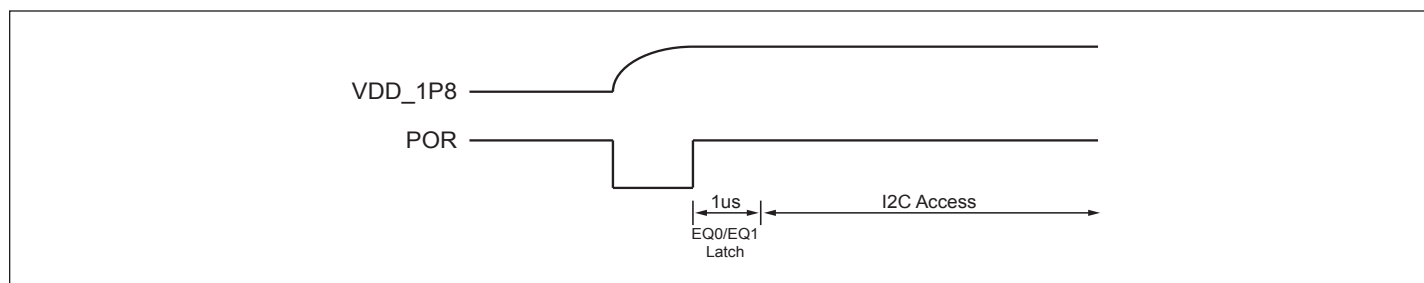 VDD_1P8
POR
1us
I2C Access
EQ0/EQ1
Latch